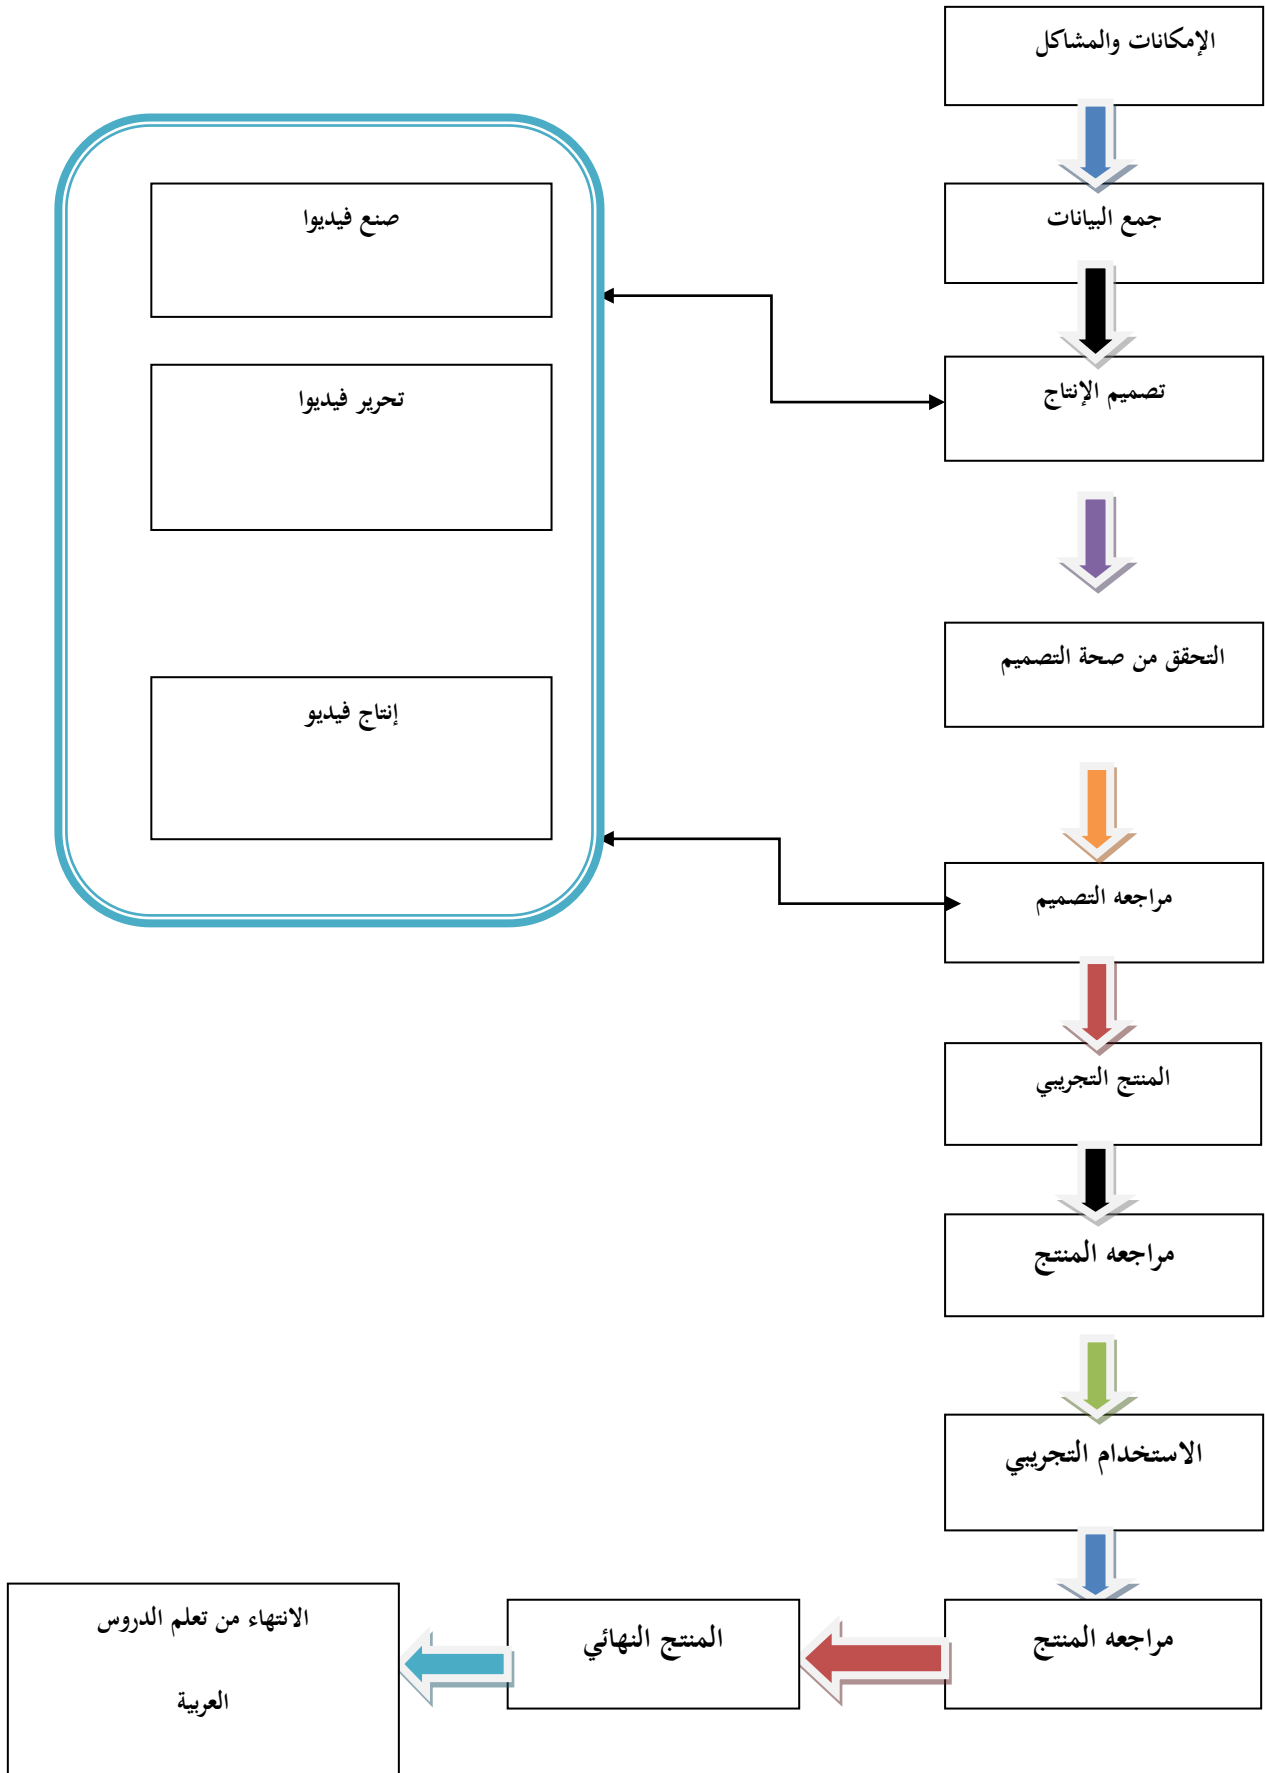 الإمكانات والمشاكل
جمع البيانات
تصميم الإنتاج
صنع فيديوا
تحرير فيديوا
إنتاج فيديو
التحقق من صحة التصميم
مراجعه التصميم
المنتج التجريبي
مراجعه المنتج
الاستخدام التجريبي
مراجعه المنتج
المنتج النهائي
الانتهاء من تعلم الدروس
العربية